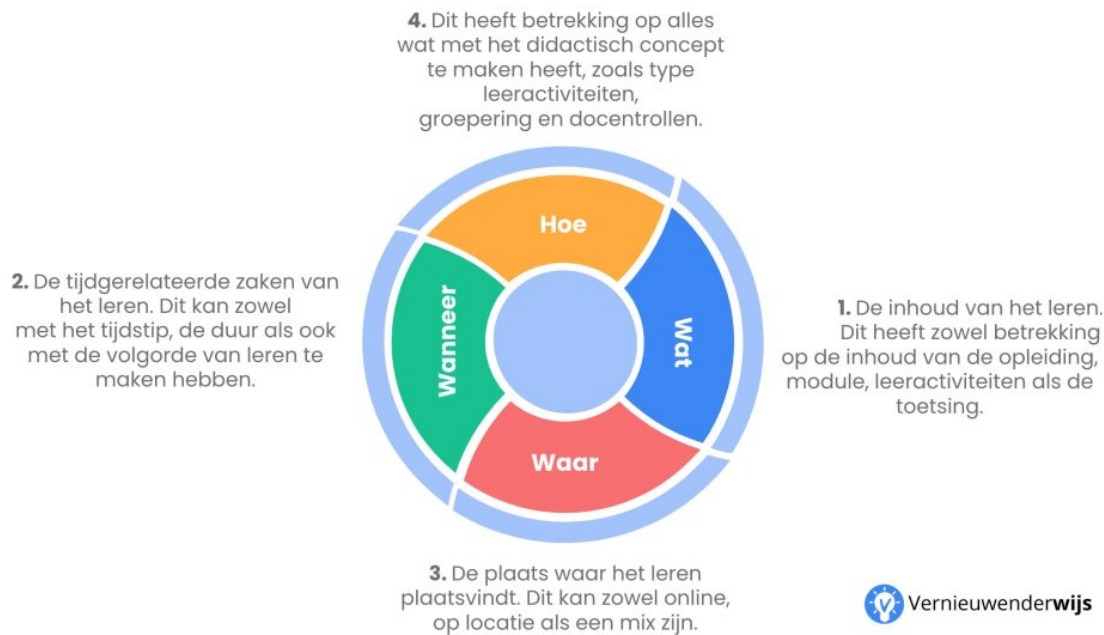 4. Dit heeft betrekking op alles
wat met het didactisch concept
te maken heeft, zoals type
leeractiviteiten,
groepering en docentrollen.
Hoe
Wanneer
Wat
Waar
2. De tijdgerelateerde zaken van
het leren. Dit kan zowel
met het tijdstip, de duur als ook
met de volgorde van leren te
maken hebben.
1. De inhoud van het leren.
Dit heeft zowel betrekking
op de inhoud van de opleiding,
module, leeractiviteiten als de
toetsing.
3. De plaats waar het leren
plaatsvindt. Dit kan zowel online,
op locatie als een mix zijn.
Vernieuwenderwijs